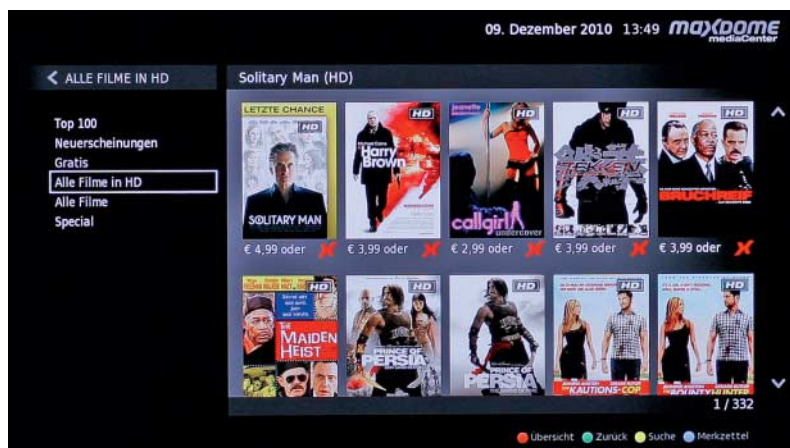 09. Dezember 2010 13:49 maxdome
mediaCenter
ALLE FILME IN HD
Solitary Man (HD)
Top 100
Neuerscheinungen
Gratis
Alle Filme in HD
Alle Filme
Special
LETZTE CHANCE
HD
SOLITARY MAN
€ 4,99 oder
HD
Michael Caine
Harry
Brown
€ 3,99 oder
jeanette
HD
callgirl
undercover
€ 2,99 oder
HD
TEKKEN
€ 3,99 oder
HD
BRUCHREIF
€ 3,99 oder
HD
THE
MAIDEN
HEIST
HD
PRINCE OF
PERSIA
HD
PRINCE OF
PERSIA
HD
DER
KAUTIONS-COP
HD
BOUNTY HUNTER
1 / 332
Übersicht Zurück Suche Merkzettel